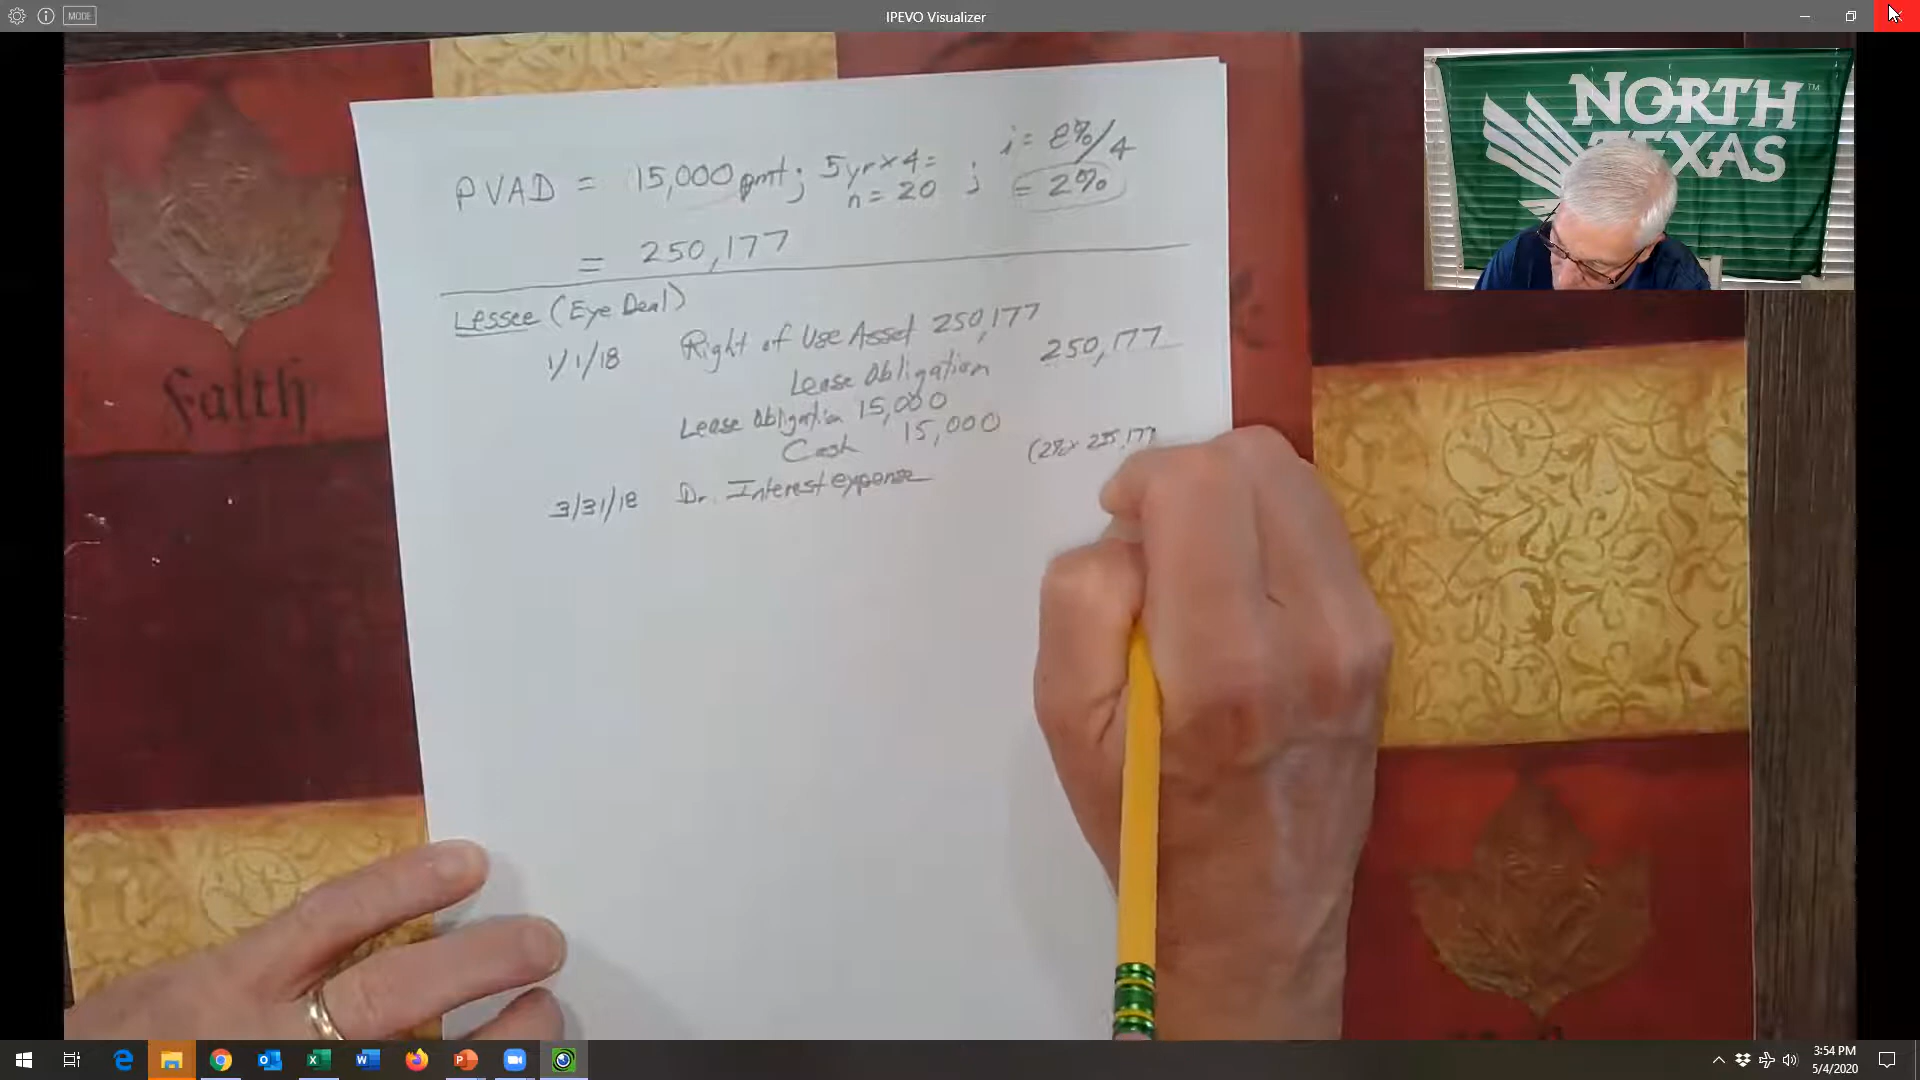 MODE
IPEVO Visualizer
NORTH
TEXAS
TM
PVAD = 15,000 pmt; 5yr x 4 = n = 20 ; i = 8%/4 = 2%
= 250,177
Lessee (Eye Deal)
1/1/18 Right of Use Asset 250,177
Lease Obligation 250,177
Lease Obligation 15,000
Cash 15,000
(2% x 235,177
3/31/18 Dr. Interest expense
Faith
3:54 PM
5/4/2020